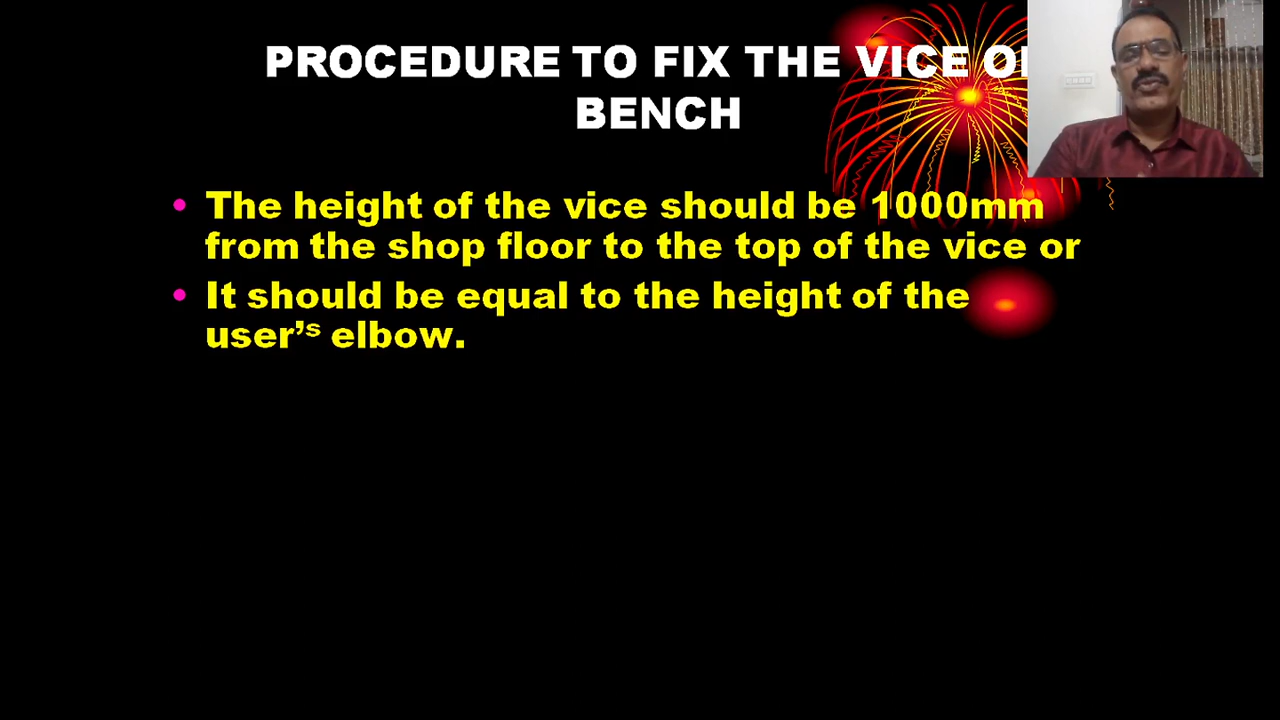 PROCEDURE TO FIX THE VICE
BENCH
• The height of the vice should be 1000mm
from the shop floor to the top of the vice or
• It should be equal to the height of the
user’s elbow.